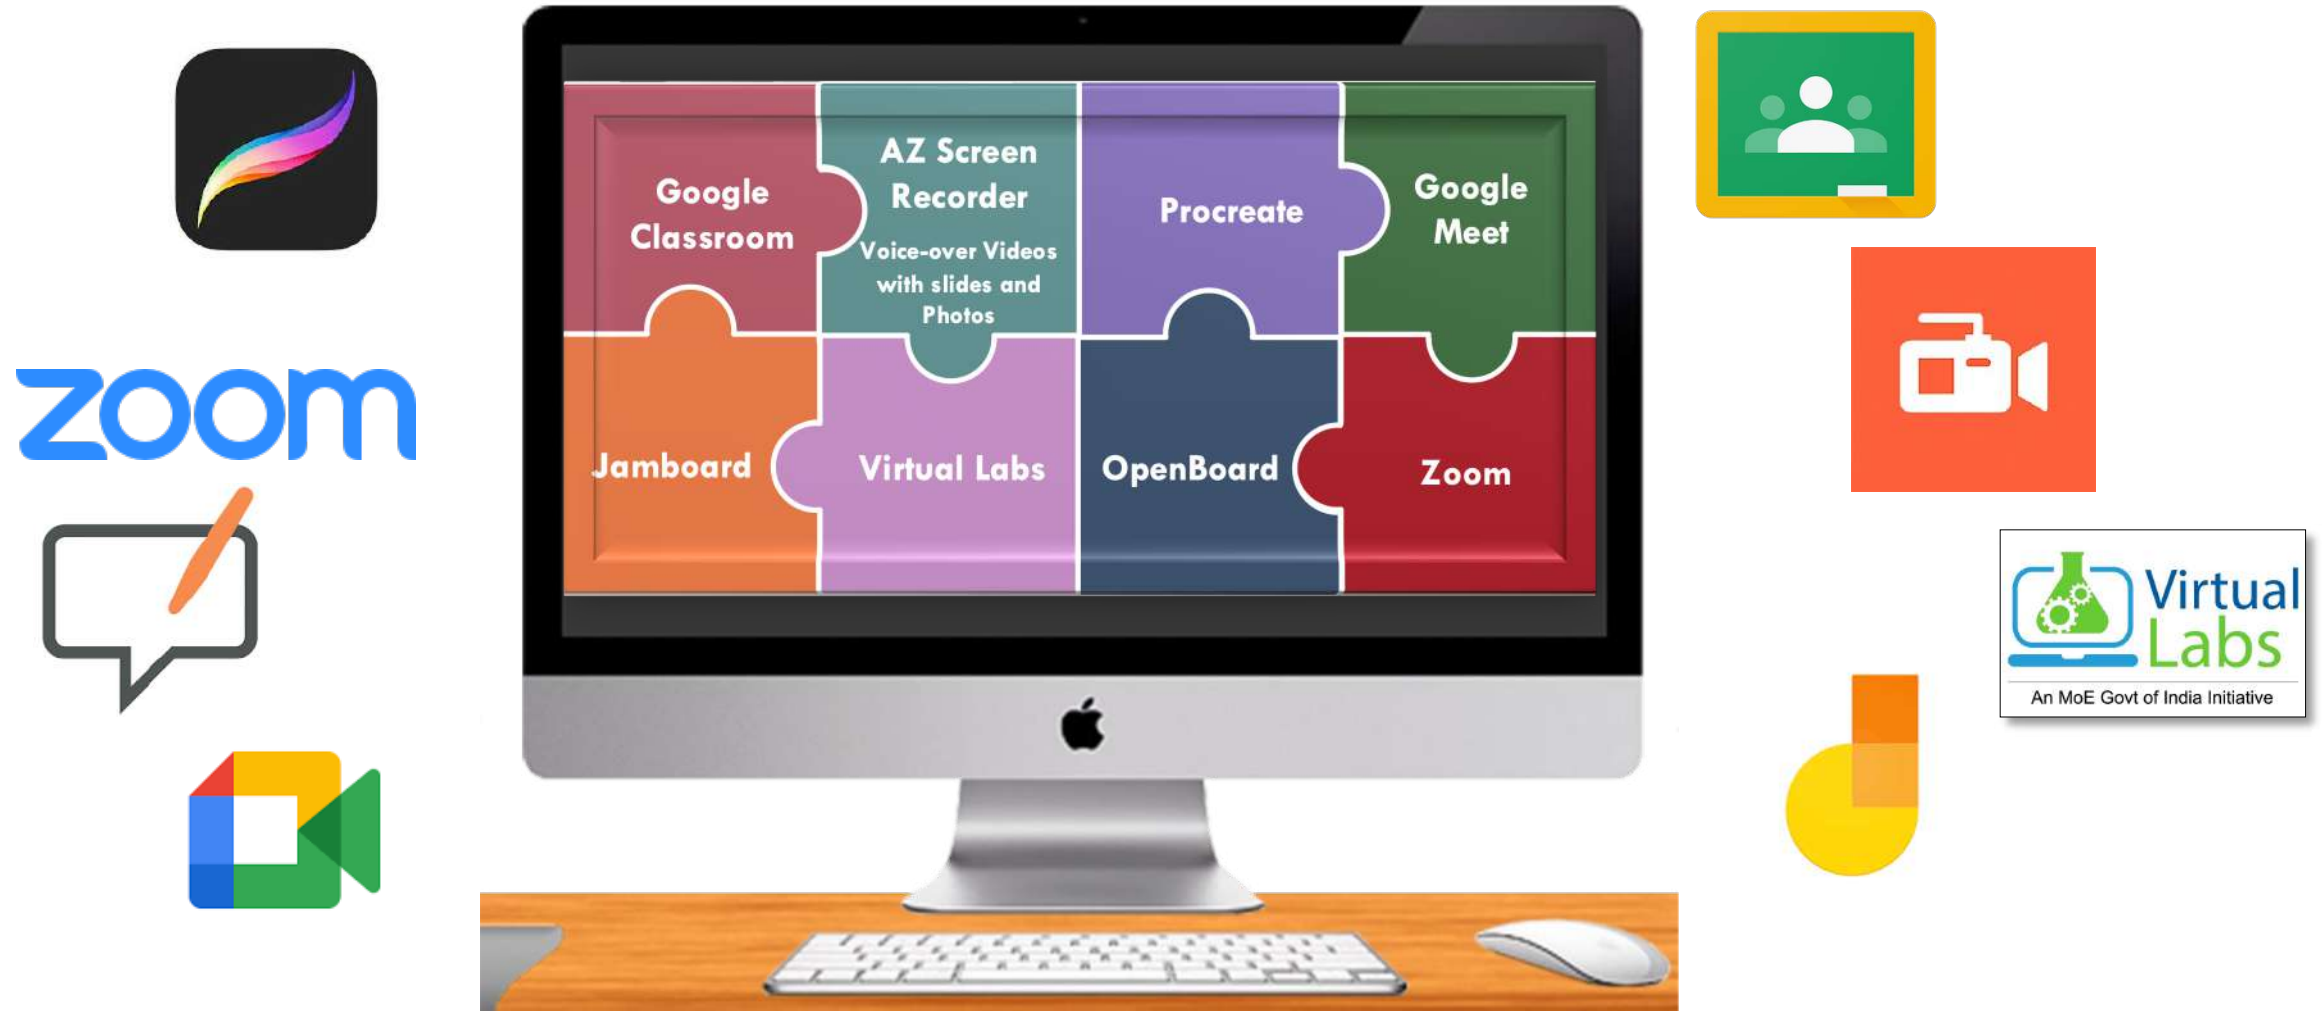 Google
Classroom
AZ Screen
Recorder
Voice-over Videos
with slides and
Photos
Procreate
Google
Meet
Jamboard
Virtual Labs
OpenBoard
Zoom
zoom
Virtual
Labs
An MoE Govt of India Initiative